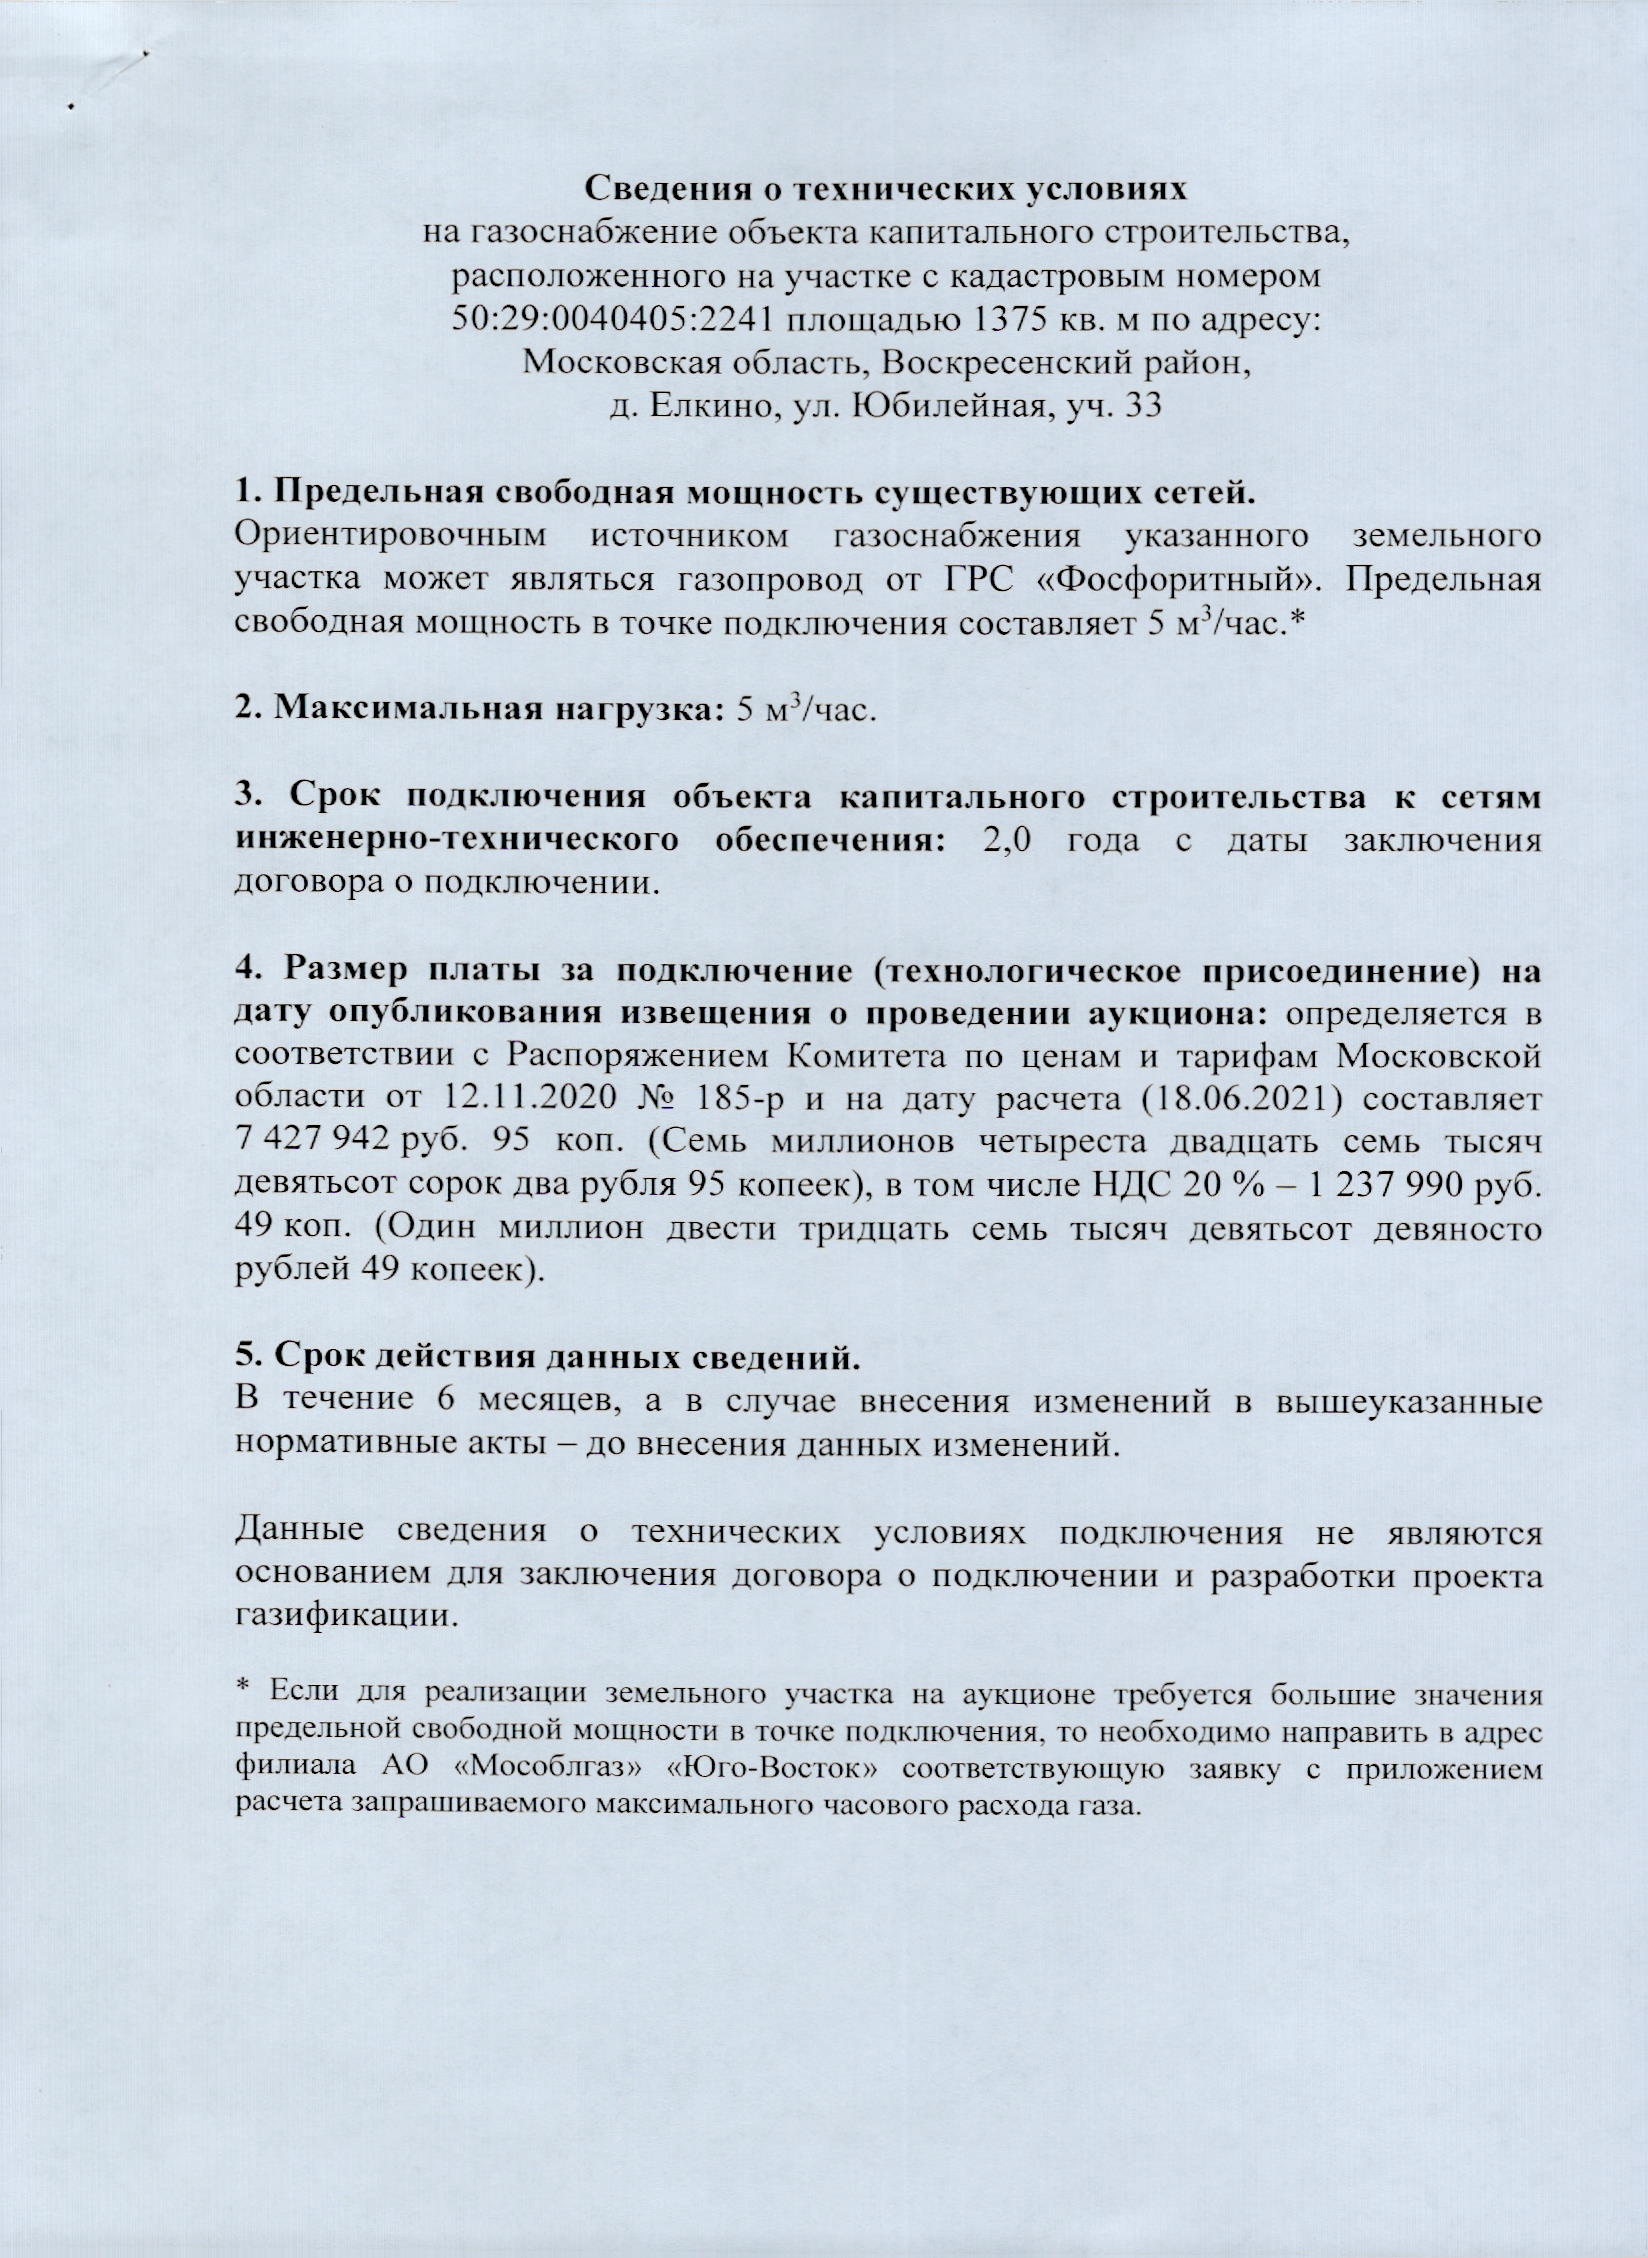 Сведения о технических условиях
на газоснабжение объекта капитального строительства,
расположенного на участке с кадастровым номером
50:29:0040405:2241 площадью 1375 кв. м по адресу:
Московская область, Воскресенский район,
д. Елкино, ул. Юбилейная, уч. 33
1. Предельная свободная мощность существующих сетей.
Ориентировочным источником газоснабжения указанного земельного
участка может являться газопровод от ГРС «Фосфоритный». Предельная
свободная мощность в точке подключения составляет 5 м³/час.*
2. Максимальная нагрузка: 5 м³/час.
3. Срок подключения объекта капитального строительства к сетям
инженерно-технического обеспечения: 2,0 года с даты заключения
договора о подключении.
4. Размер платы за подключение (технологическое присоединение) на
дату опубликования извещения о проведении аукциона: определяется в
соответствии с Распоряжением Комитета по ценам и тарифам Московской
области от 12.11.2020 № 185-р и на дату расчета (18.06.2021) составляет
7 427 942 руб. 95 коп. (Семь миллионов четыреста двадцать семь тысяч
девятьсот сорок два рубля 95 копеек), в том числе НДС 20 % – 1 237 990 руб.
49 коп. (Один миллион двести тридцать семь тысяч девятьсот девяносто
рублей 49 копеек).
5. Срок действия данных сведений.
В течение 6 месяцев, а в случае внесения изменений в вышеуказанные
нормативные акты – до внесения данных изменений.
Данные сведения о технических условиях подключения не являются
основанием для заключения договора о подключении и разработки проекта
газификации.
* Если для реализации земельного участка на аукционе требуется большие значения
предельной свободной мощности в точке подключения, то необходимо направить в адрес
филиала АО «Мособлгаз» «Юго-Восток» соответствующую заявку с приложением
расчета запрашиваемого максимального часового расхода газа.